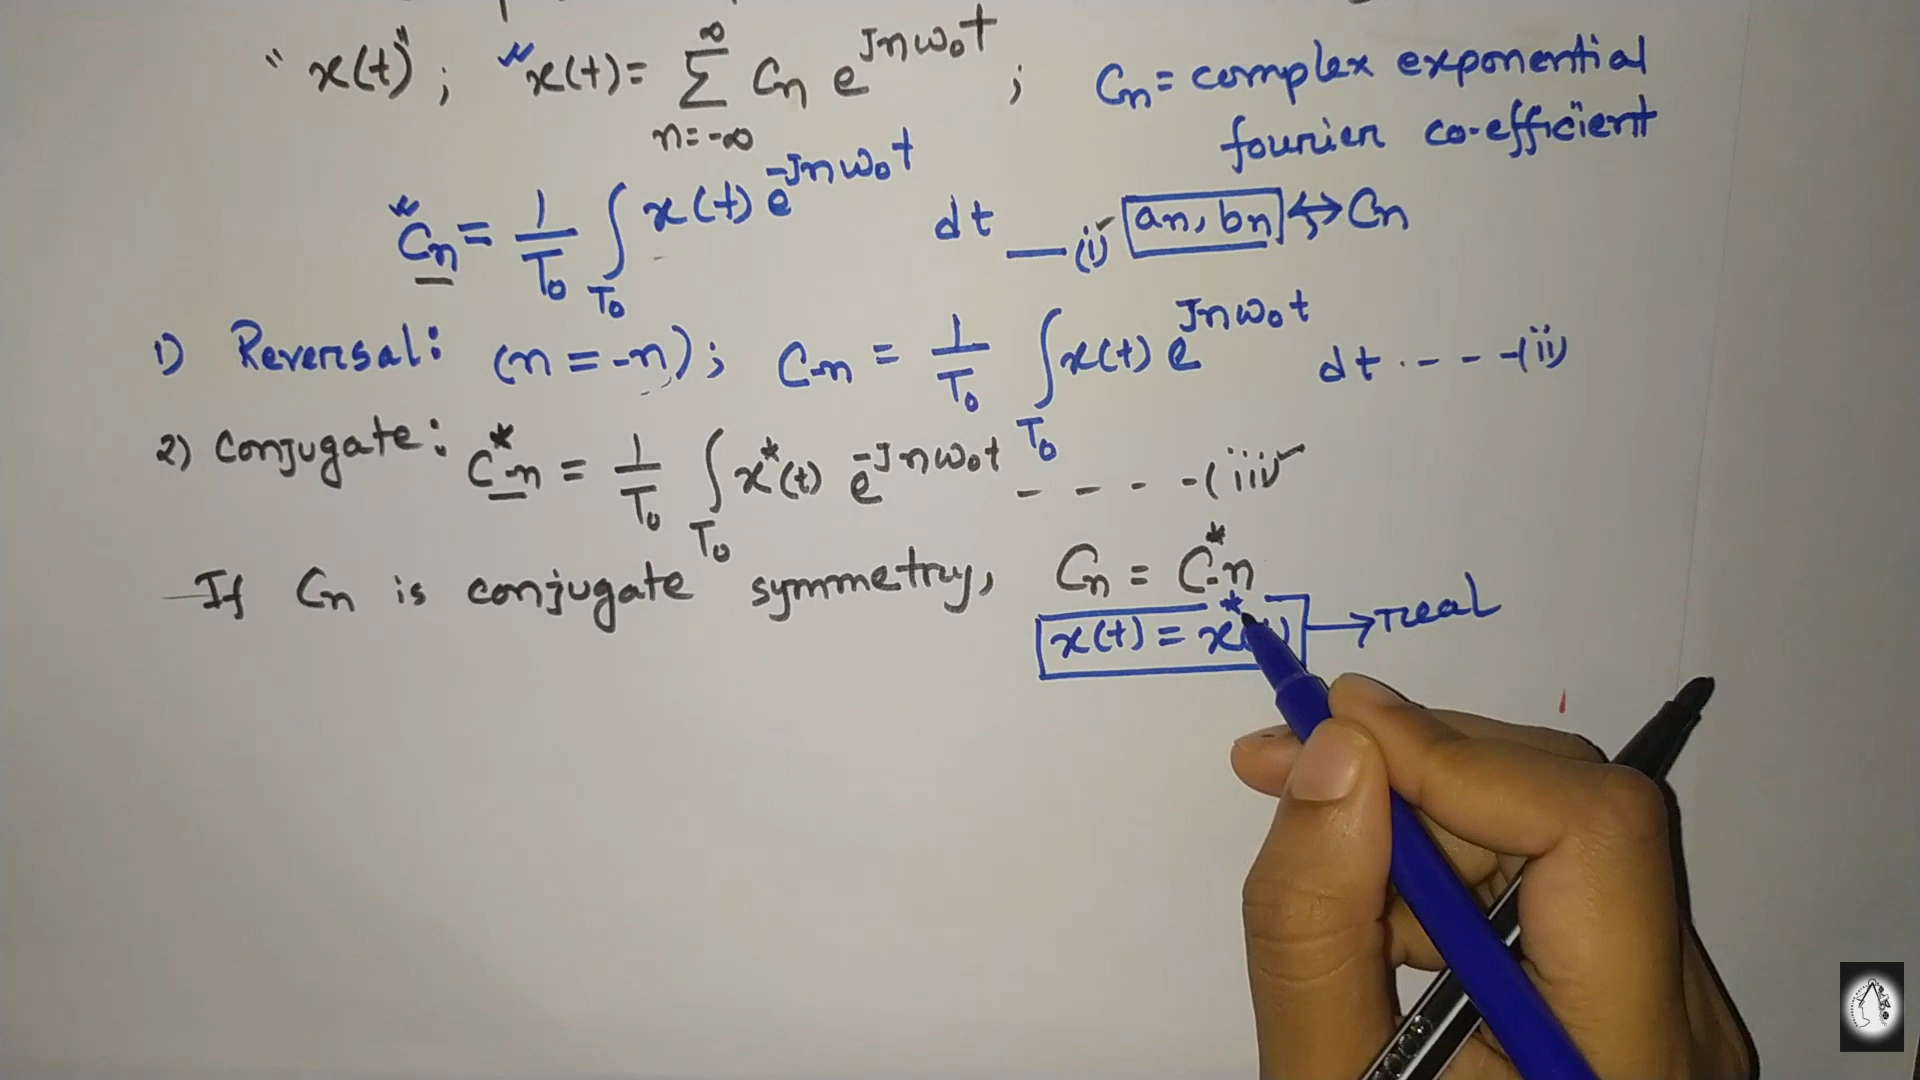 "x(t)"; x(t)= ∞ Σ n=-∞ Cn e^Jnω₀t ; Cn = complex exponential
fourier co-efficient
Cn = 1/T₀ ∫T₀ x(t) e^-Jnω₀t dt — (i) an, bn ↔ Cn
1) Reversal: (n = -n); C-n = 1/T₀ ∫T₀ x(t) e^Jnω₀t dt . - - -(ii)
2) Conjugate: C*-n = 1/T₀ ∫T₀ x*(t) e^-Jnω₀t - - - -(iii)
If Cn is conjugate symmetry, Cn = C*-n
x(t) = x*(t) → real